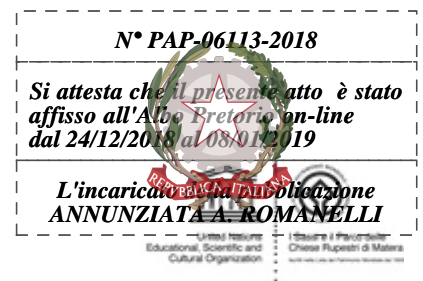 N° PAP-06113-2018
Si attesta che il presente atto è stato
affisso all'Albo Pretorio on-line
dal 24/12/2018 al 08/01/2019
L'incaricato della pubblicazione
ANNUNZIATA A. ROMANELLI
REPVBBLICA ITALIANA
United Nations
Educational, Scientific and
Cultural Organization
I Sassi e il Parco delle
Chiese Rupestri di Matera